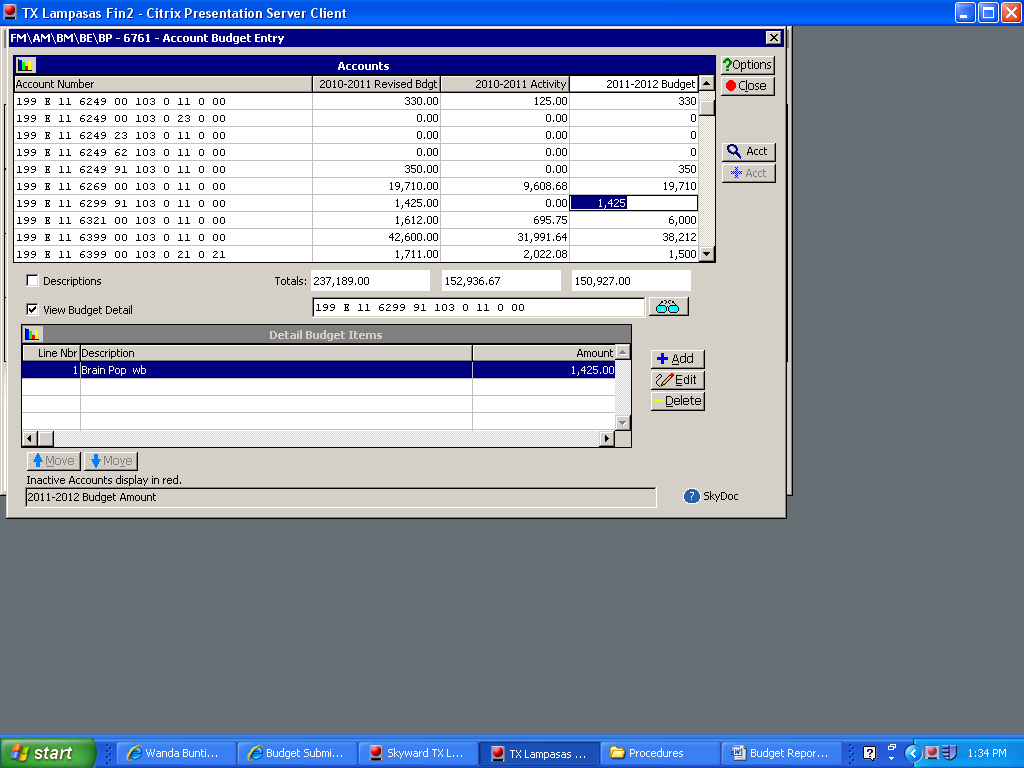 TX Lampasas Fin2 - Citrix Presentation Server Client
FM\AM\BM\BE\BP - 6761 - Account Budget Entry
Accounts
?Options
Account Number 2010-2011 Revised Bdgt 2010-2011 Activity 2011-2012 Budget
Close
199 E 11 6249 00 103 0 11 0 00 330.00 125.00 330
199 E 11 6249 00 103 0 23 0 00 0.00 0.00 0
199 E 11 6249 23 103 0 11 0 00 0.00 0.00 0
199 E 11 6249 62 103 0 11 0 00 0.00 0.00 0
Acct
199 E 11 6249 91 103 0 11 0 00 350.00 0.00 350
Acct
199 E 11 6269 00 103 0 11 0 00 19,710.00 9,608.68 19,710
199 E 11 6299 91 103 0 11 0 00 1,425.00 0.00 1,425
199 E 11 6321 00 103 0 11 0 00 1,612.00 695.75 6,000
199 E 11 6399 00 103 0 11 0 00 42,600.00 31,991.64 38,212
199 E 11 6399 00 103 0 21 0 21 1,711.00 2,022.08 1,500
Descriptions Totals: 237,189.00 152,936.67 150,927.00
View Budget Detail 199 E 11 6299 91 103 0 11 0 00
Detail Budget Items
Line Nbr Description Amount
Add
1 Brain Pop wb 1,425.00
Edit
Delete
Move Move
Inactive Accounts display in red.
2011-2012 Budget Amount
? SkyDoc
start Wanda Bunti... Budget Submi... Skyward TX L... TX Lampasas ... Procedures Budget Repor... ? 1:34 PM